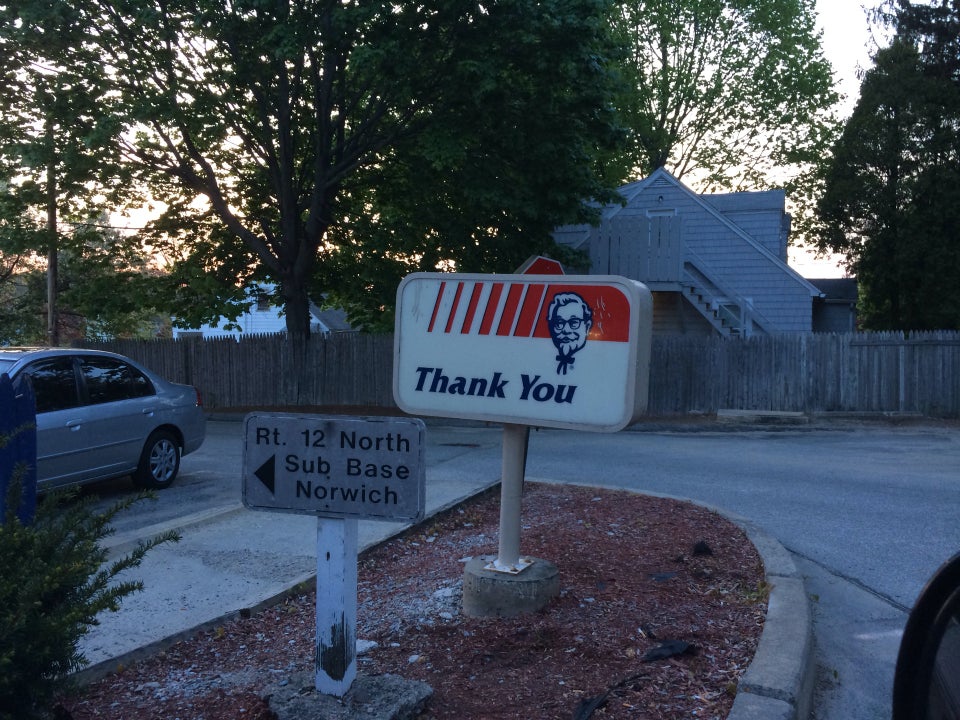 Thank You
Rt. 12 North
Sub Base
Norwich